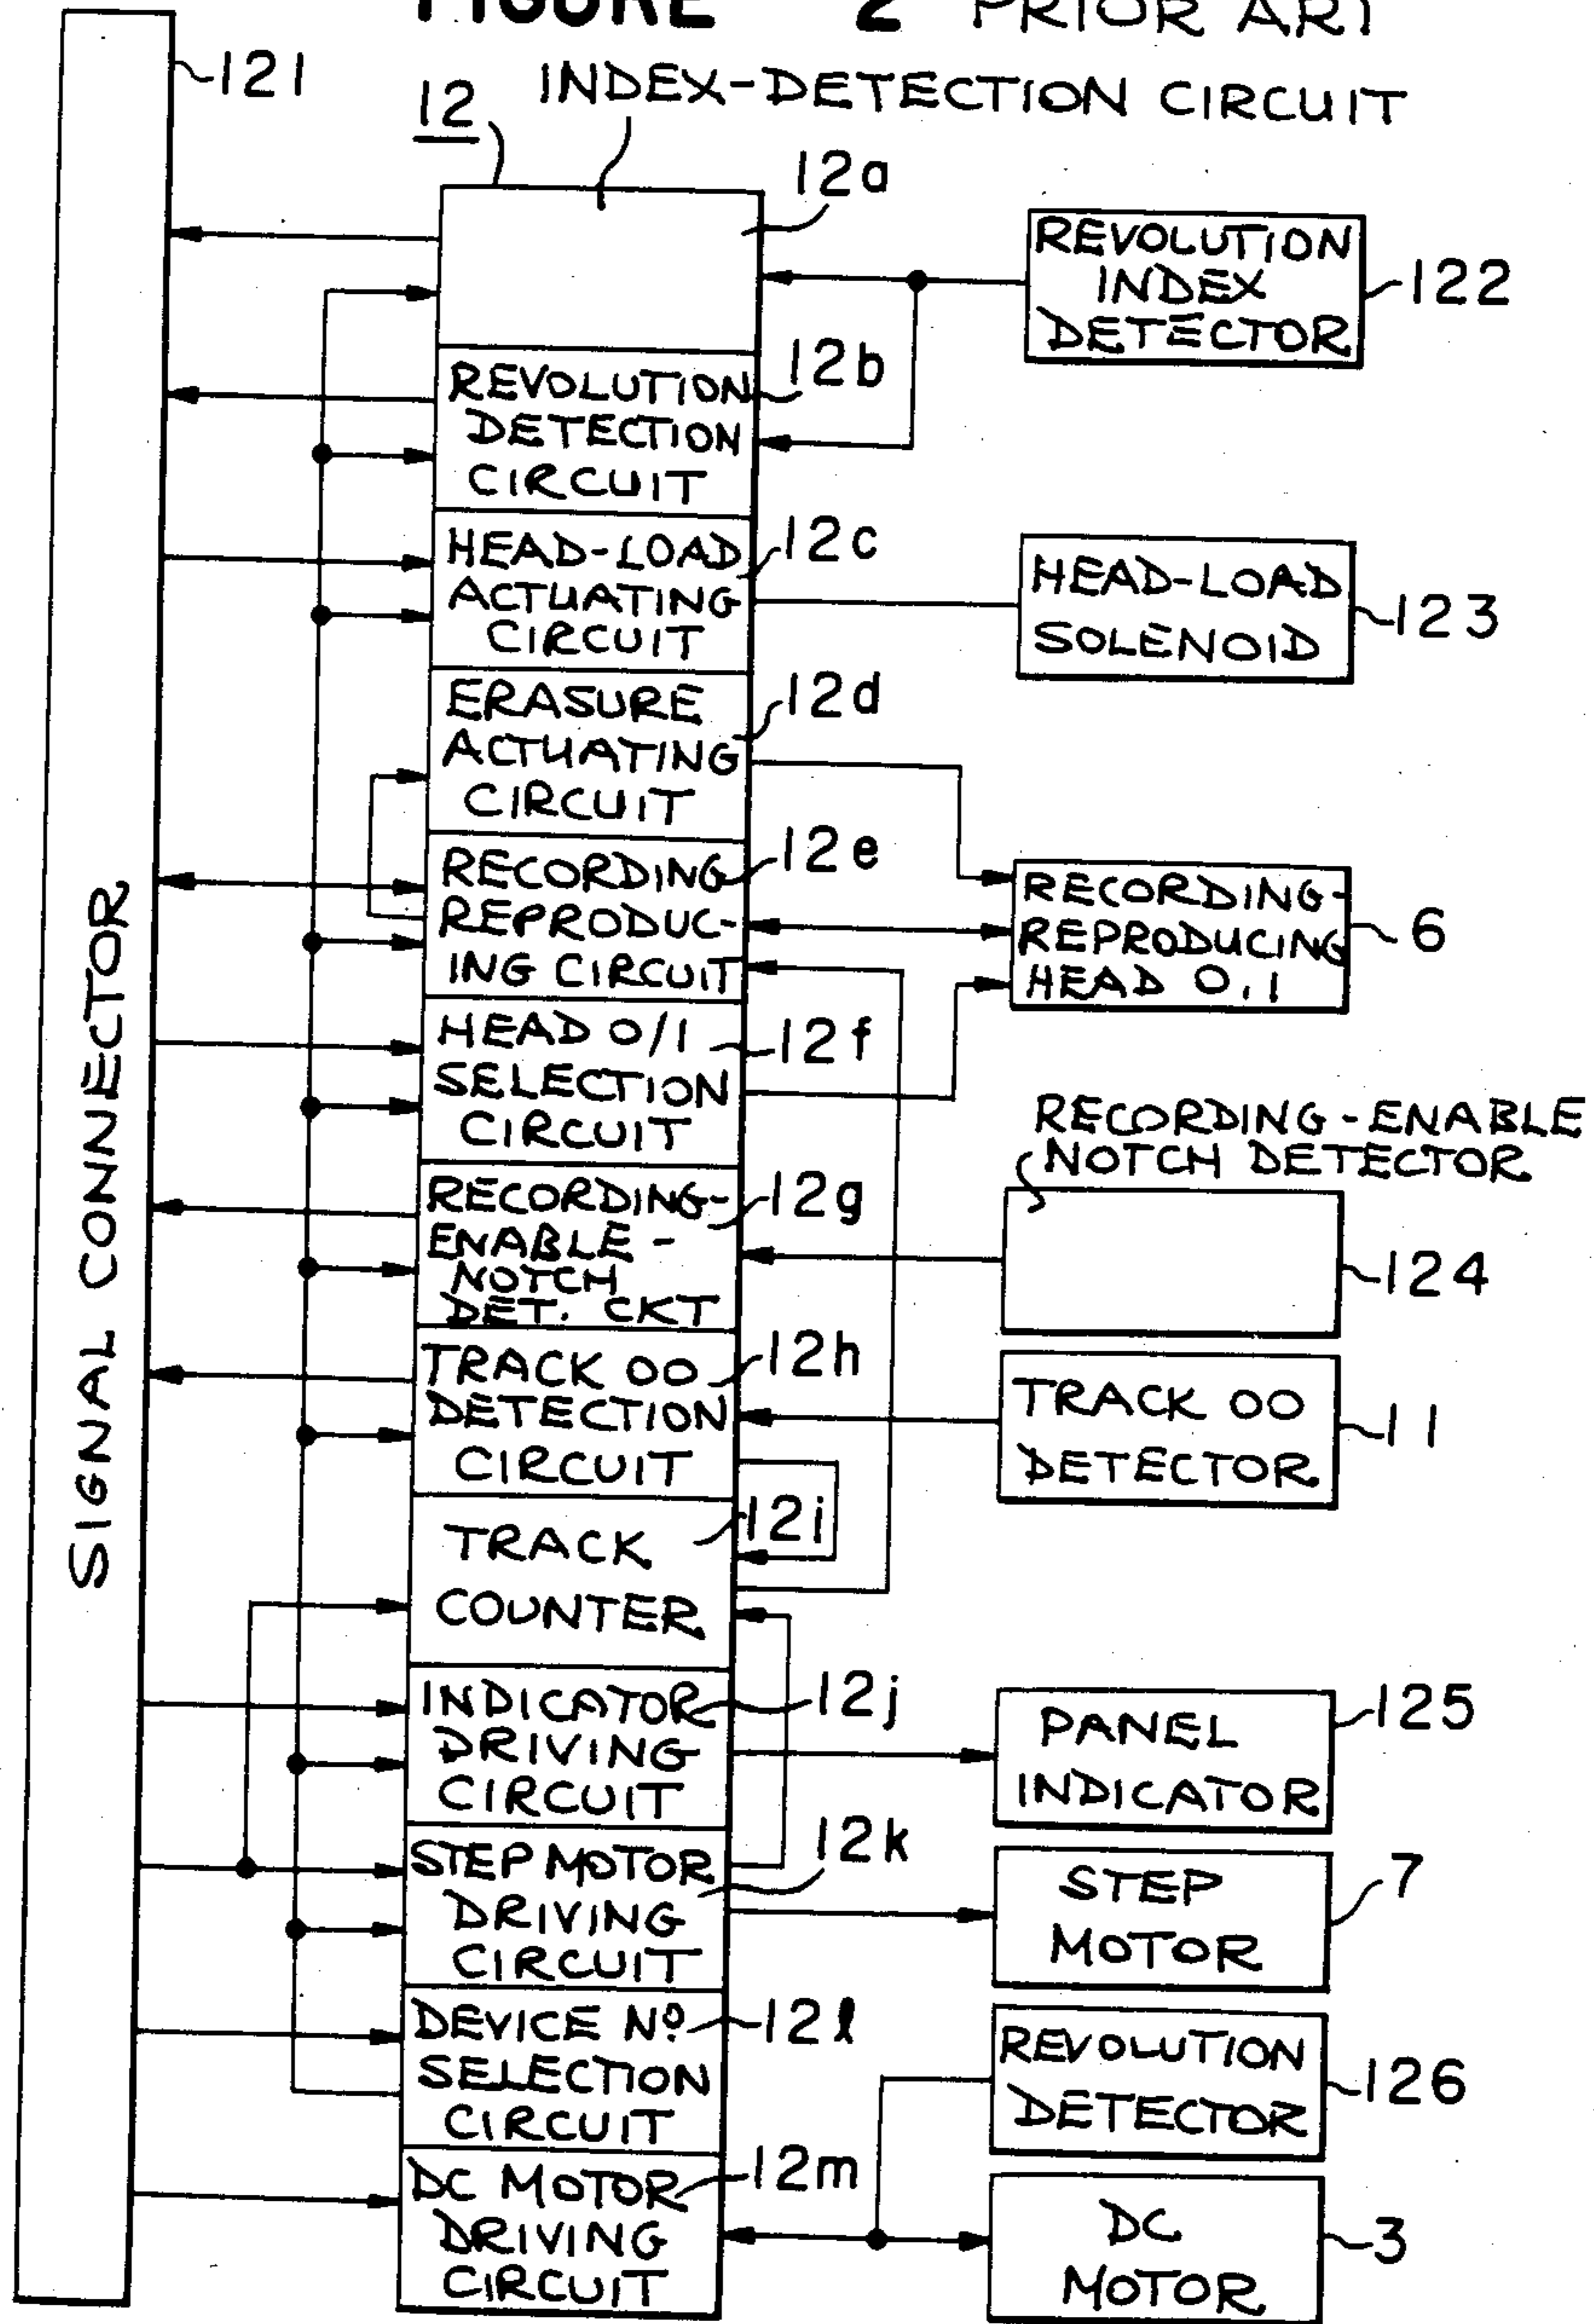 FIGURE 2 PRIOR ART
121
12
INDEX-DETECTION CIRCUIT
12a
REVOLUTION
INDEX
DETECTOR
122
REVOLUTION
DETECTION
CIRCUIT
12b
HEAD-LOAD
ACTUATING
CIRCUIT
12c
HEAD-LOAD
SOLENOID
123
ERASURE
ACTUATING
CIRCUIT
12d
RECORDING
REPRODUC-
ING CIRCUIT
12e
RECORDING-
REPRODUCING
HEAD 0,1
6
SIGNAL CONNECTOR
HEAD 0/1
SELECTION
CIRCUIT
12f
RECORDING-ENABLE
NOTCH DETECTOR
124
RECORDING-
ENABLE-
NOTCH
DET. CKT
12g
TRACK 00
DETECTION
CIRCUIT
12h
TRACK 00
DETECTOR
11
TRACK
COUNTER
12i
INDICATOR
DRIVING
CIRCUIT
12j
PANEL
INDICATOR
125
STEP MOTOR
DRIVING
CIRCUIT
12k
STEP
MOTOR
7
DEVICE Nº
SELECTION
CIRCUIT
12l
REVOLUTION
DETECTOR
126
DC MOTOR
DRIVING
CIRCUIT
12m
DC
MOTOR
3